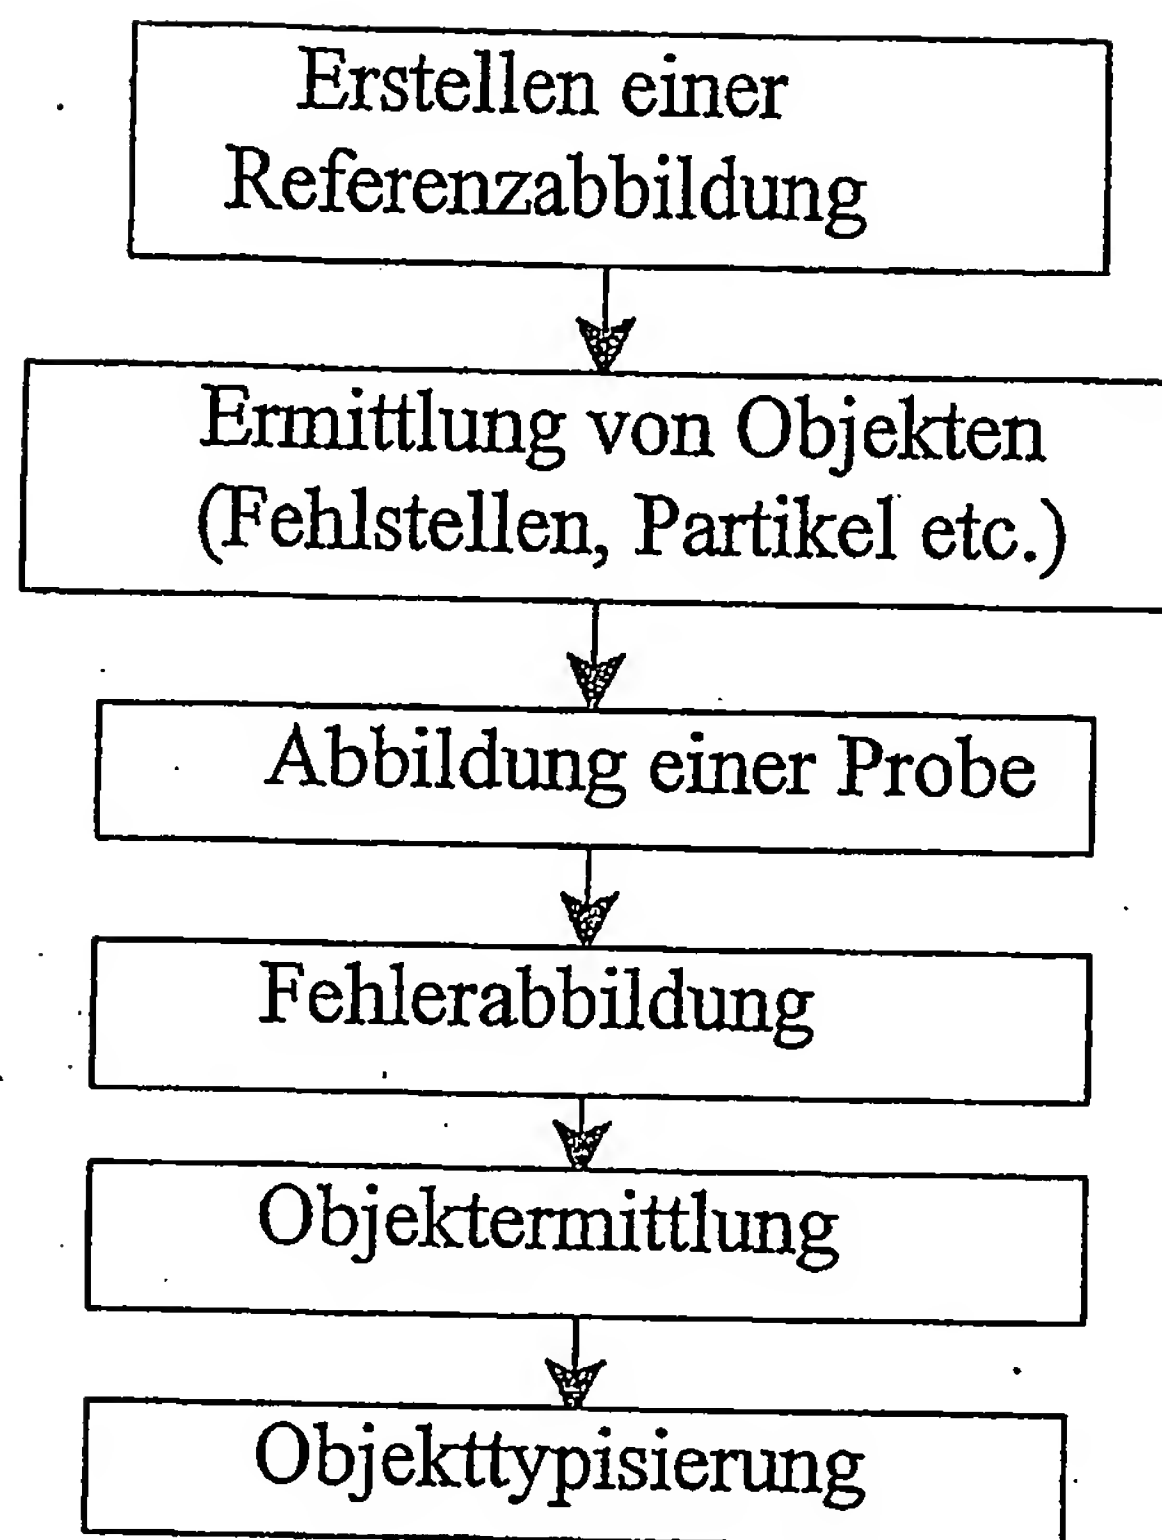 Erstellen einer
Referenzabbildung
Ermittlung von Objekten
(Fehlstellen, Partikel etc.)
Abbildung einer Probe
Fehlerabbildung
Objektermittlung
Objekttypisierung